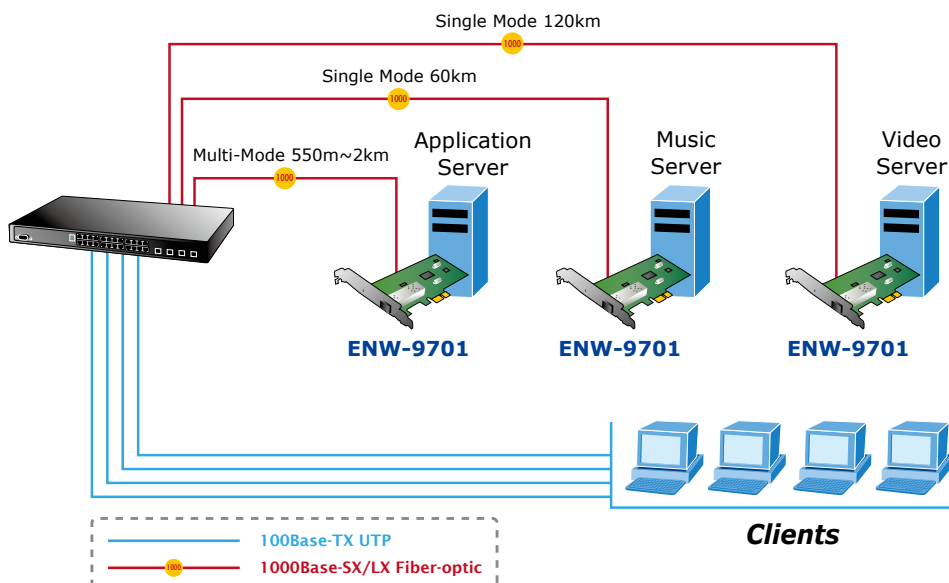 Single Mode 120km
1000
Single Mode 60km
1000
Multi-Mode 550m~2km
1000
Application
Server
Music
Server
Video
Server
ENW-9701
ENW-9701
ENW-9701
Clients
100Base-TX UTP
1000
1000Base-SX/LX Fiber-optic